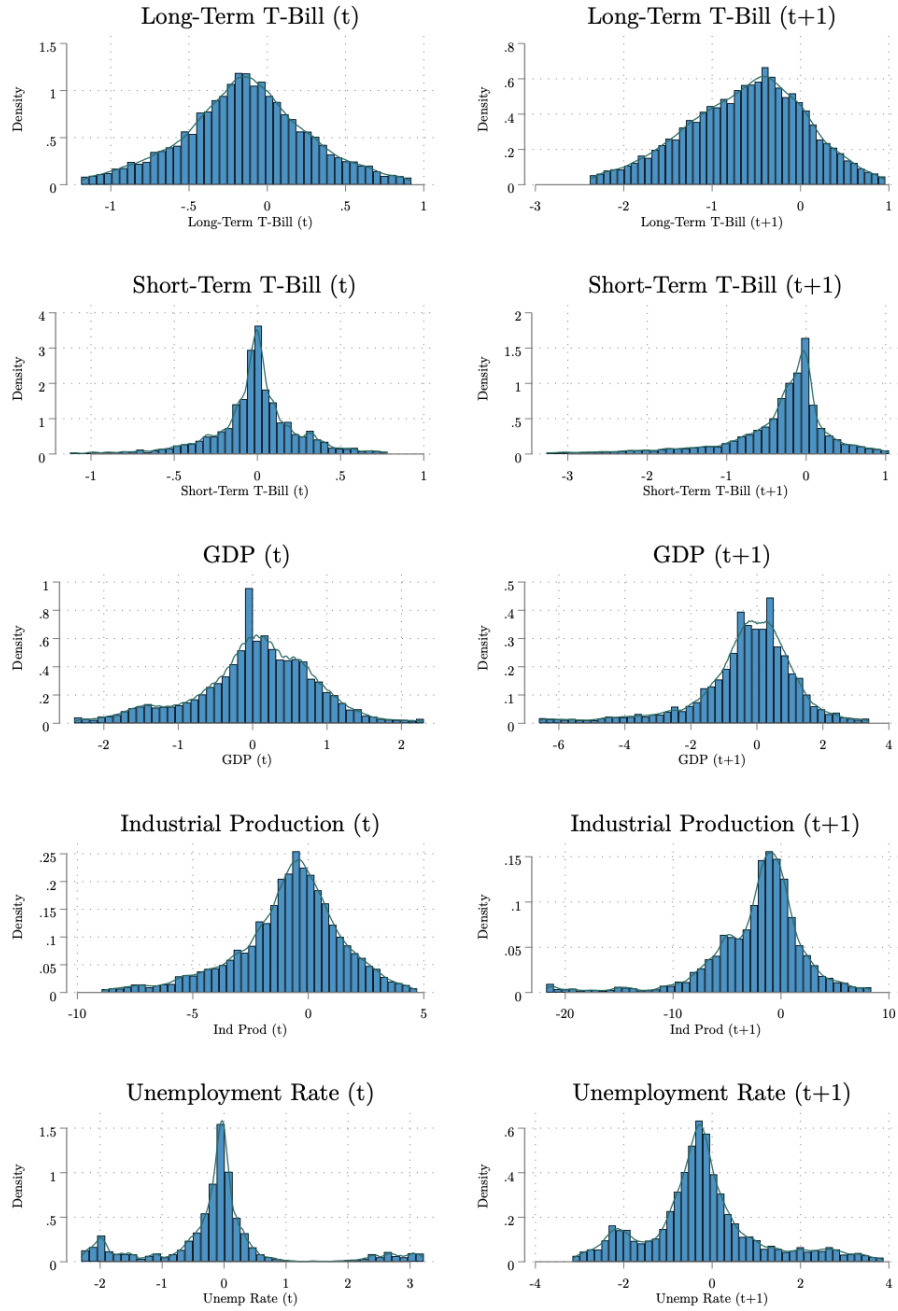 Long-Term T-Bill (t)
Density
1.5
1
.5
0
-1 -.5 0 .5 1
Long-Term T-Bill (t)
Long-Term T-Bill (t+1)
Density
.8
.6
.4
.2
0
-3 -2 -1 0 1
Long-Term T-Bill (t+1)
Short-Term T-Bill (t)
Density
4
3
2
1
0
-1 -.5 0 .5 1
Short-Term T-Bill (t)
Short-Term T-Bill (t+1)
Density
2
1.5
1
.5
0
-3 -2 -1 0 1
Short-Term T-Bill (t+1)
GDP (t)
Density
1
.8
.6
.4
.2
0
-2 -1 0 1 2
GDP (t)
GDP (t+1)
Density
.5
.4
.3
.2
.1
0
-6 -4 -2 0 2 4
GDP (t+1)
Industrial Production (t)
Density
.25
.2
.15
.1
.05
0
-10 -5 0 5
Ind Prod (t)
Industrial Production (t+1)
Density
.15
.1
.05
0
-20 -10 0 10
Ind Prod (t+1)
Unemployment Rate (t)
Density
1.5
1
.5
0
-2 -1 0 1 2 3
Unemp Rate (t)
Unemployment Rate (t+1)
Density
.6
.4
.2
0
-4 -2 0 2 4
Unemp Rate (t+1)